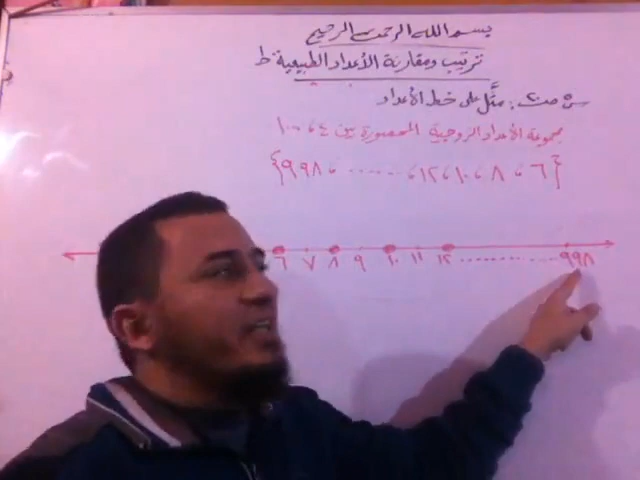 بسم الله الرحمن الرحيم
ترتيب ومقارنة الأعداد الطبيعية ط
مثَّل على خط الأعداد
مجموعة الأعداد الزوجية المحصورة بين ٤ ، ١٠٠٠
{٦ ، ٨ ، ١٠ ، ١٢ ، ...... ، ٩٩٨}
٦ ٧ ٨ ٩ ١٠ ١١ ١٢ ............ ٩٩٨